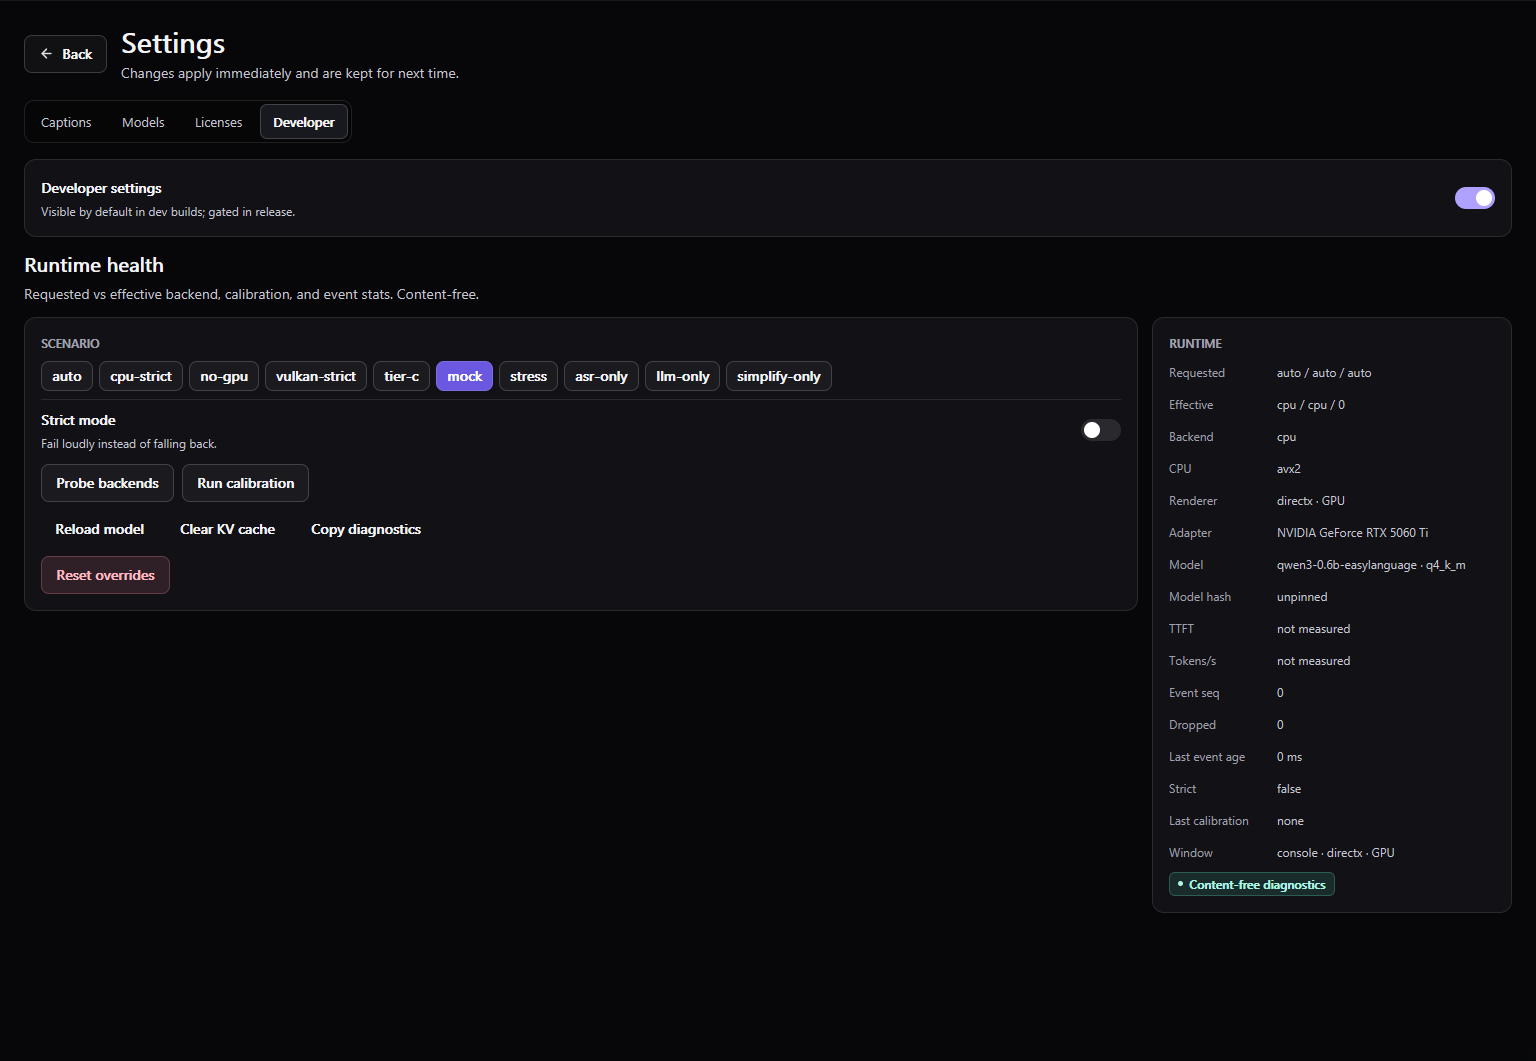 Back
Settings
Changes apply immediately and are kept for next time.
Captions Models Licenses Developer
Developer settings
Visible by default in dev builds; gated in release.
Runtime health
Requested vs effective backend, calibration, and event stats. Content-free.
SCENARIO
auto cpu-strict no-gpu vulkan-strict tier-c mock stress asr-only llm-only simplify-only
Strict mode
Fail loudly instead of falling back.
Probe backends Run calibration
Reload model Clear KV cache Copy diagnostics
Reset overrides
RUNTIME
Requested auto / auto / auto
Effective cpu / cpu / 0
Backend cpu
CPU avx2
Renderer directx · GPU
Adapter NVIDIA GeForce RTX 5060 Ti
Model qwen3-0.6b-easylanguage · q4_k_m
Model hash unpinned
TTFT not measured
Tokens/s not measured
Event seq 0
Dropped 0
Last event age 0 ms
Strict false
Last calibration none
Window console · directx · GPU
Content-free diagnostics